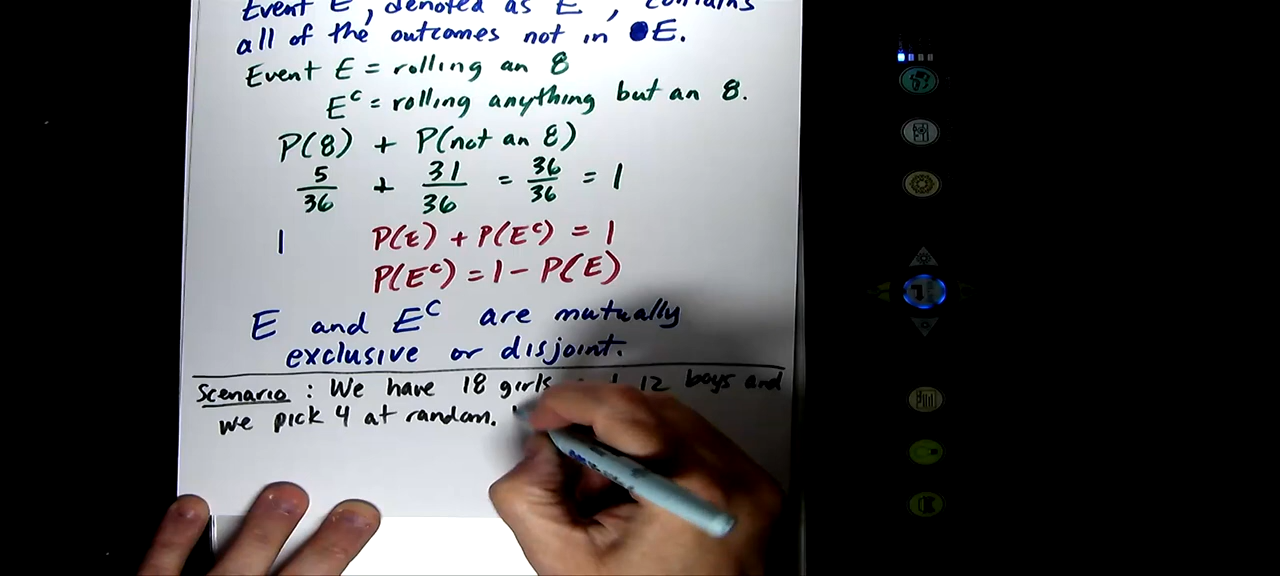 Event E^c, denoted as E^c, contains
all of the outcomes not in E.
Event E = rolling an 8
E^c = rolling anything but an 8.
P(8) + P(not an 8)
5/36 + 31/36 = 36/36 = 1
1 P(E) + P(E^c) = 1
P(E^c) = 1 - P(E)
E and E^c are mutually
exclusive or disjoint.
Scenario: We have 18 girls 12 boys and
we pick 4 at random.